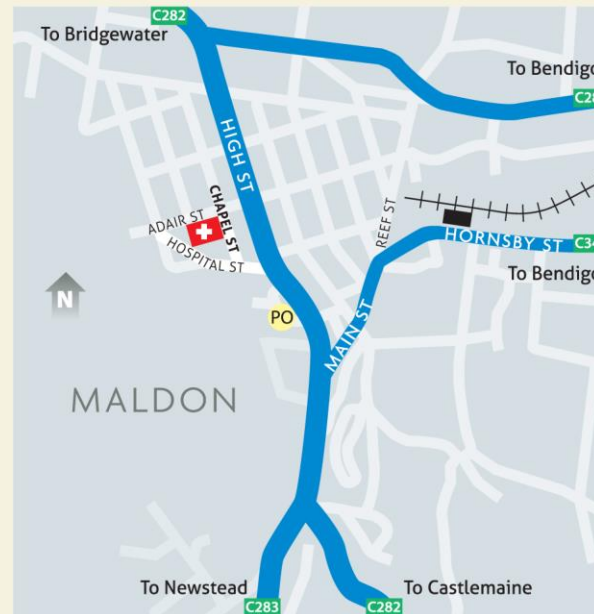 C282
To Bridgewater
To Bendigo
C28
HIGH ST
CHAPEL ST
ADAIR ST
HOSPITAL ST
REEF ST
HORNSBY ST
C34
To Bendigo
N
PO
MAIN ST
MALDON
To Newstead
To Castlemaine
C283
C282